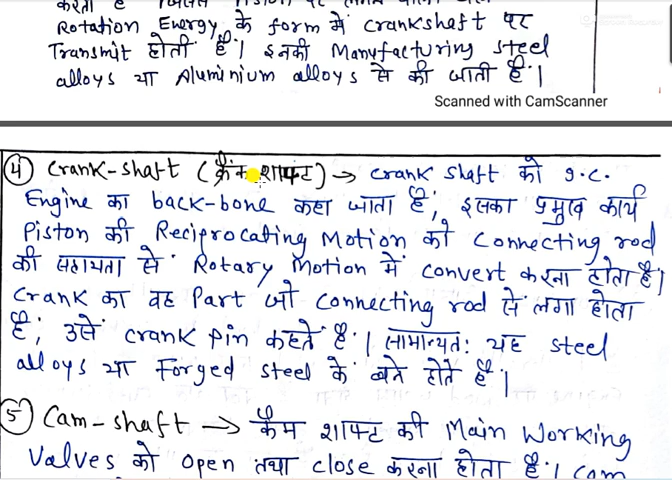 Rotation Energy के form में crankshaft पर
Transmit होती है। इनकी Manufacturing steel
alloys या Aluminium alloys से की जाती है।
Scanned with CamScanner
④ Crank-shaft (क्रैंक शाफ्ट) → crank shaft को I.C.
Engine का back-bone कहा जाता है, इसका प्रमुख कार्य
Piston की Reciprocating Motion को Connecting rod
की सहायता से Rotary Motion में convert करना होता है।
Crank का वह Part जो connecting rod से लगा होता
है, उसे crank pin कहते है। सामान्यत: यह steel
alloys या Forged steel के बने होते है।
⑤ Cam-shaft → कैम शाफ्ट की Main Working
Valves को open तथा close करना होता है। Cam